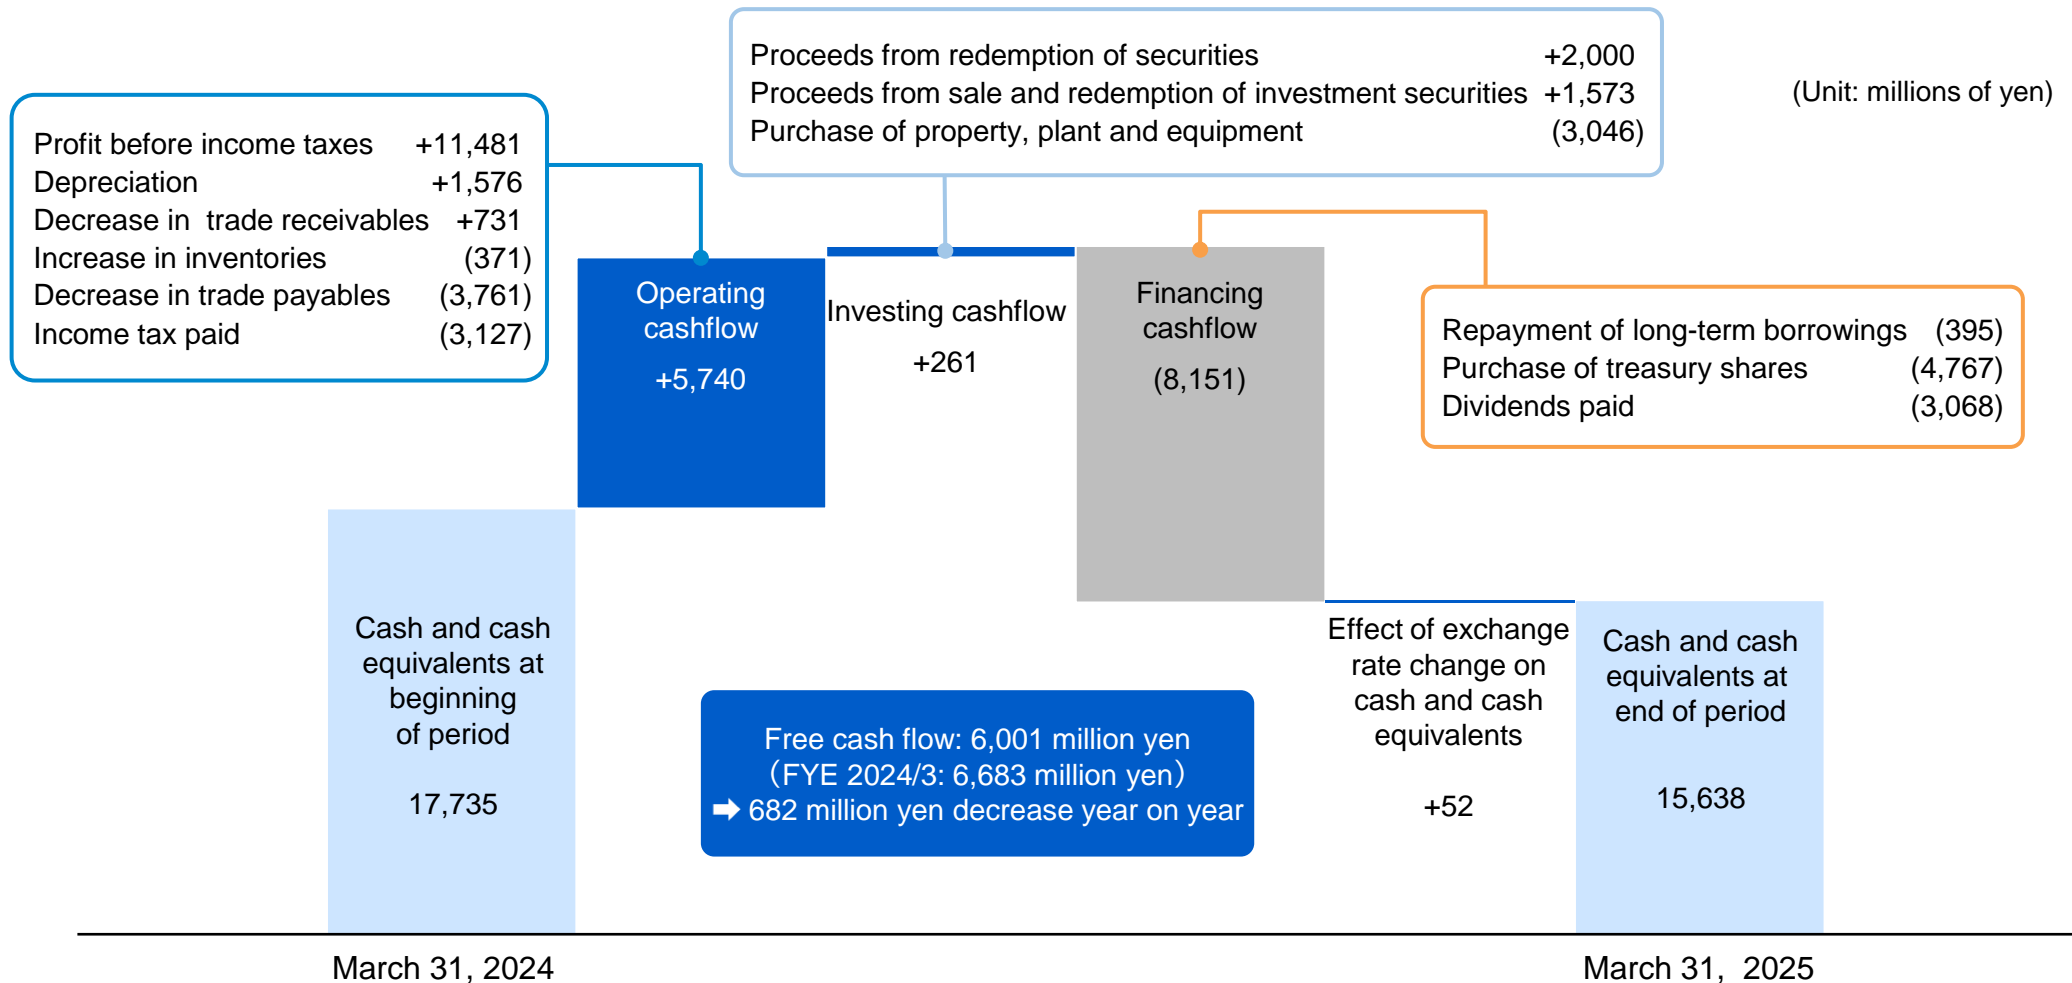 Proceeds from redemption of securities +2,000
Proceeds from sale and redemption of investment securities +1,573
Purchase of property, plant and equipment (3,046)
(Unit: millions of yen)
Profit before income taxes +11,481
Depreciation +1,576
Decrease in trade receivables +731
Increase in inventories (371)
Decrease in trade payables (3,761)
Income tax paid (3,127)
Operating
cashflow
+5,740
Investing cashflow
+261
Financing
cashflow
(8,151)
Repayment of long-term borrowings (395)
Purchase of treasury shares (4,767)
Dividends paid (3,068)
Cash and cash
equivalents at
beginning
of period
17,735
Free cash flow: 6,001 million yen
（FYE 2024/3: 6,683 million yen）
➡ 682 million yen decrease year on year
Effect of exchange
rate change on
cash and cash
equivalents
+52
Cash and cash
equivalents at
end of period
15,638
March 31, 2024
March 31, 2025